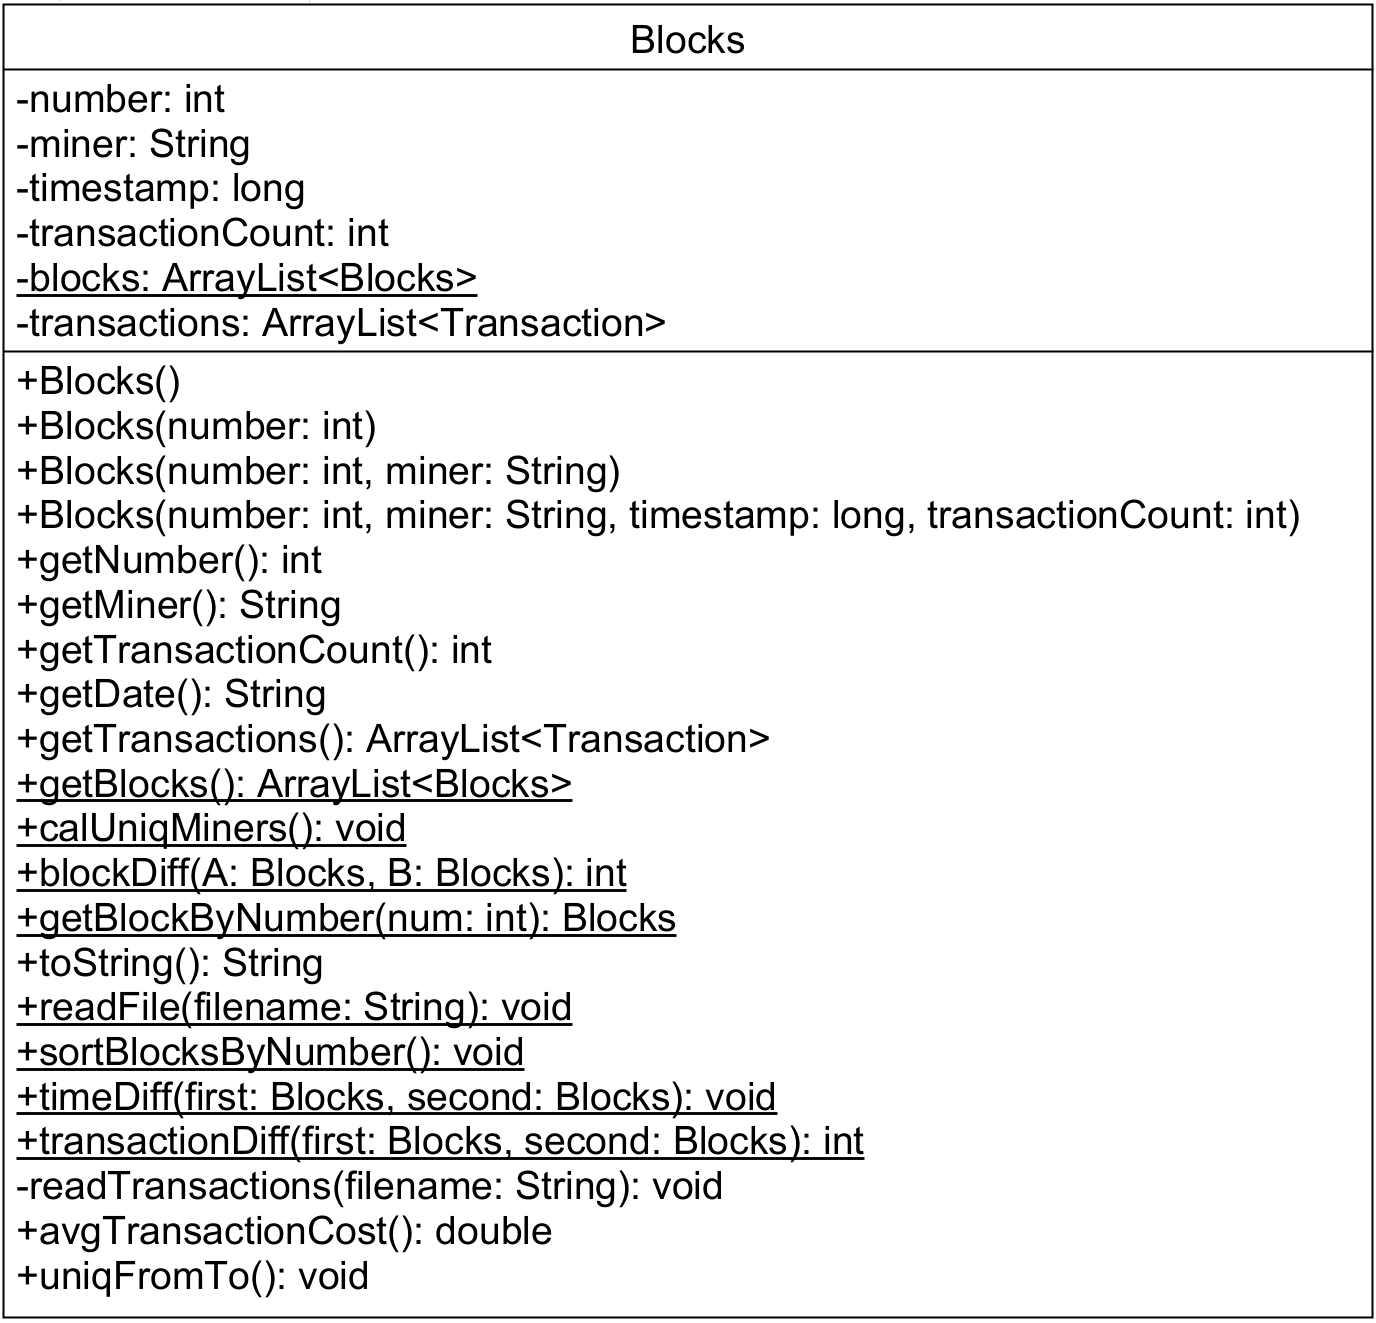 Blocks
-number: int
-miner: String
-timestamp: long
-transactionCount: int
-blocks: ArrayList<Blocks>
-transactions: ArrayList<Transaction>
+Blocks()
+Blocks(number: int)
+Blocks(number: int, miner: String)
+Blocks(number: int, miner: String, timestamp: long, transactionCount: int)
+getNumber(): int
+getMiner(): String
+getTransactionCount(): int
+getDate(): String
+getTransactions(): ArrayList<Transaction>
+getBlocks(): ArrayList<Blocks>
+calUniqMiners(): void
+blockDiff(A: Blocks, B: Blocks): int
+getBlockByNumber(num: int): Blocks
+toString(): String
+readFile(filename: String): void
+sortBlocksByNumber(): void
+timeDiff(first: Blocks, second: Blocks): void
+transactionDiff(first: Blocks, second: Blocks): int
-readTransactions(filename: String): void
+avgTransactionCost(): double
+uniqFromTo(): void